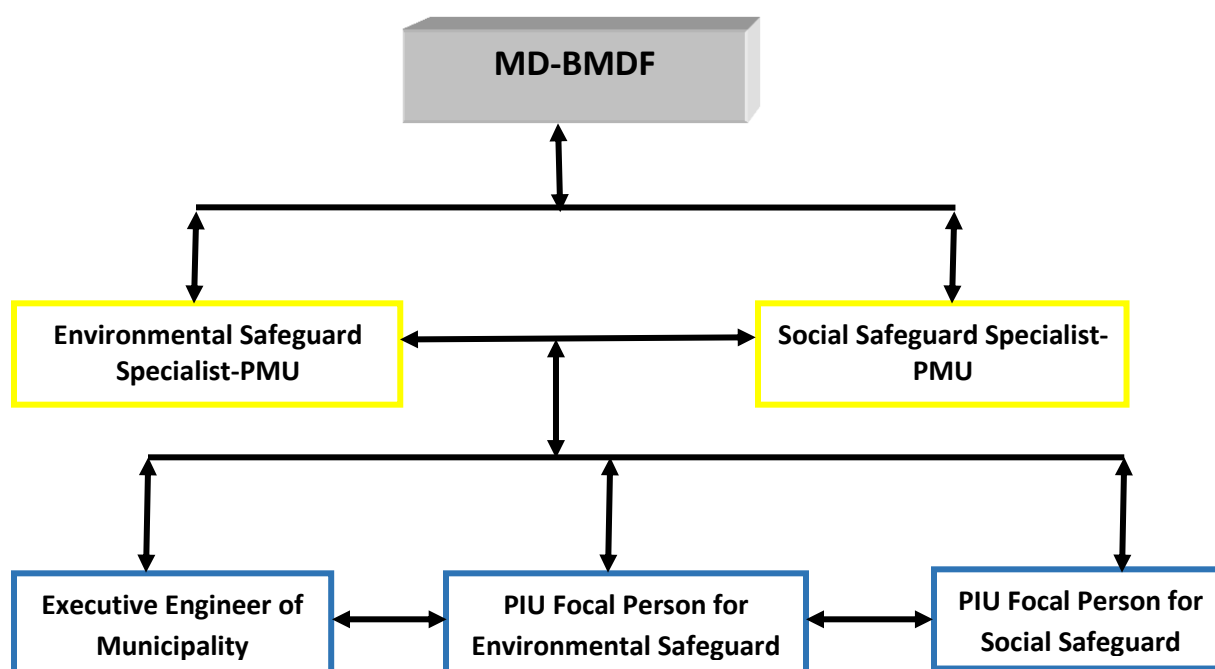 MD-BMDF
Environmental Safeguard
Specialist-PMU
Social Safeguard Specialist-
PMU
Executive Engineer of
Municipality
PIU Focal Person for
Environmental Safeguard
PIU Focal Person for
Social Safeguard